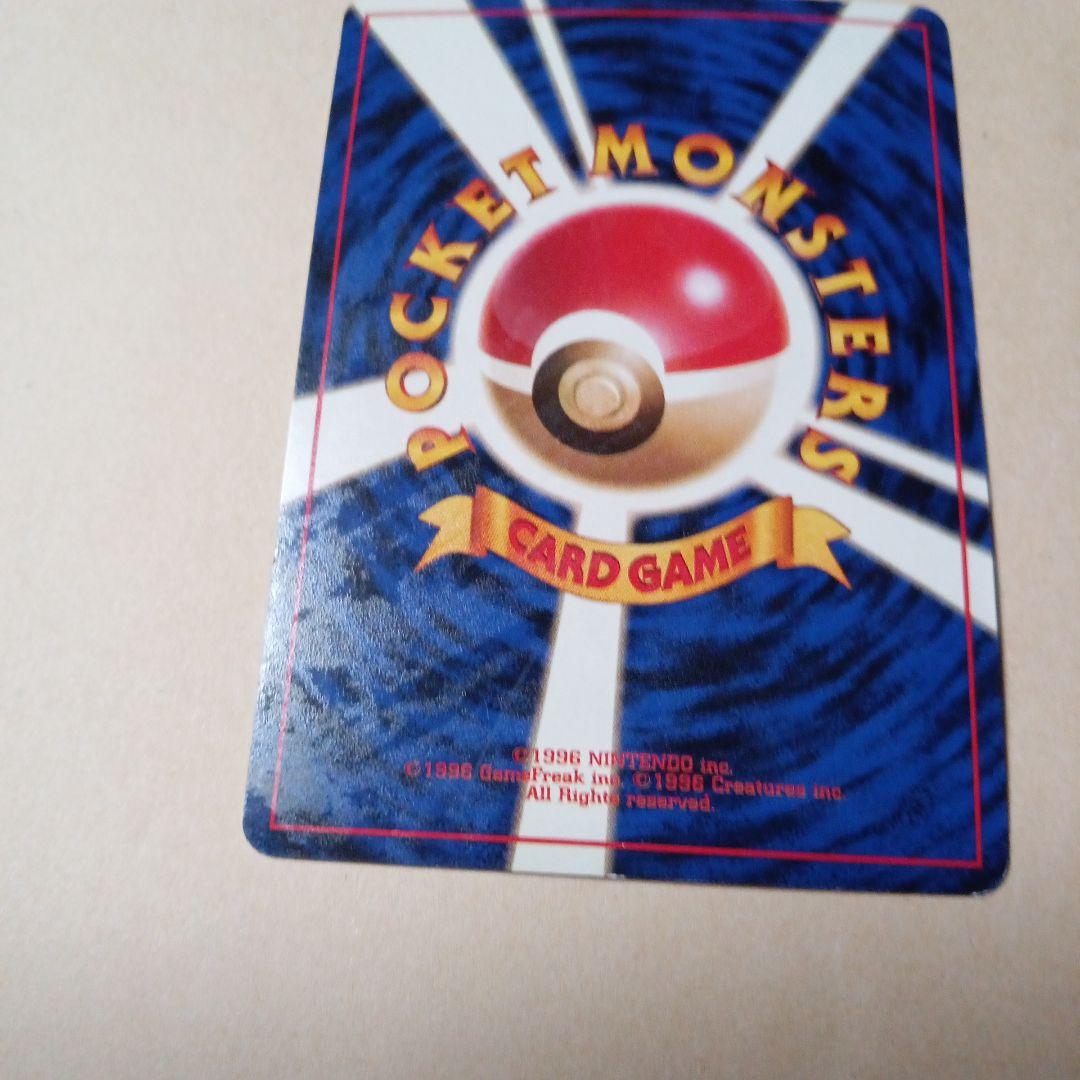 POCKET MONSTERS
CARD GAME
©1996 NINTENDO inc.
©1996 GameFreak inc. ©1996 Creatures inc.
All Rights reserved.